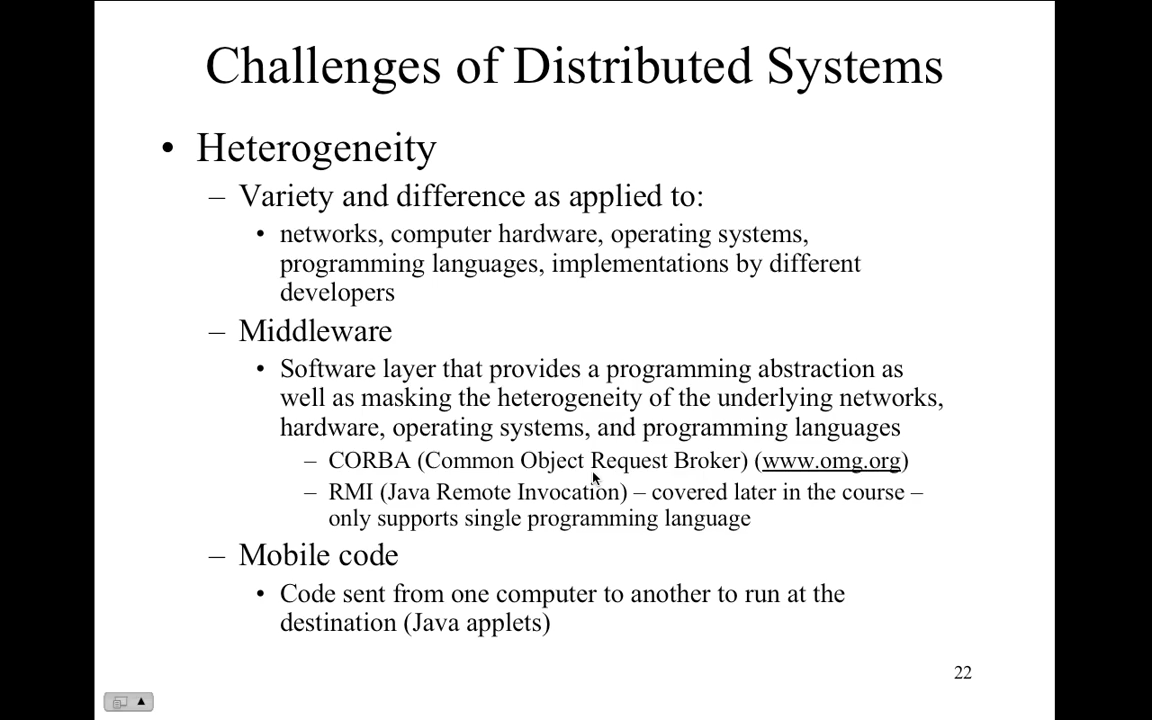 Challenges of Distributed Systems
• Heterogeneity
– Variety and difference as applied to:
• networks, computer hardware, operating systems,
programming languages, implementations by different
developers
– Middleware
• Software layer that provides a programming abstraction as
well as masking the heterogeneity of the underlying networks,
hardware, operating systems, and programming languages
– CORBA (Common Object Request Broker) (www.omg.org)
– RMI (Java Remote Invocation) – covered later in the course –
only supports single programming language
– Mobile code
• Code sent from one computer to another to run at the
destination (Java applets)
22